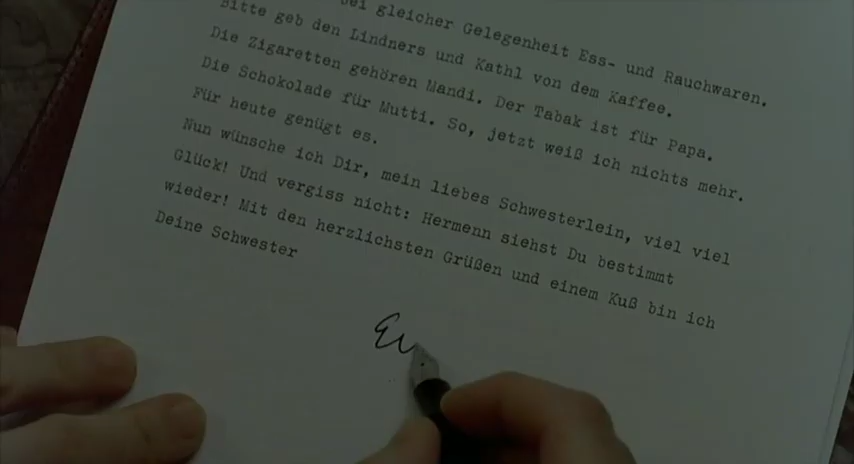 bei gleicher Gelegenheit Ess- und Rauchwaren.
Bitte geb den Lindners und Kathl von dem Kaffee.
Die Zigaretten gehören Mandi. Der Tabak ist für Papa.
Die Schokolade für Mutti. So, jetzt weiß ich nichts mehr.
Für heute genügt es.
Nun wünsche ich Dir, mein liebes Schwesterlein, viel viel
Glück! Und vergiss nicht: Hermenn siehst Du bestimmt
wieder! Mit den herzlichsten Grüßen und einem Kuß bin ich
Deine Schwester